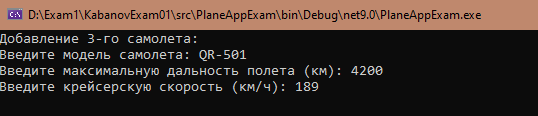 D:\Exam1\KabanovExam01\src\PlaneAppExam\bin\Debug\net9.0\PlaneAppExam.exe
Добавление 3-го самолета:
Введите модель самолета: QR-501
Введите максимальную дальность полета (км): 4200
Введите крейсерскую скорость (км/ч): 189